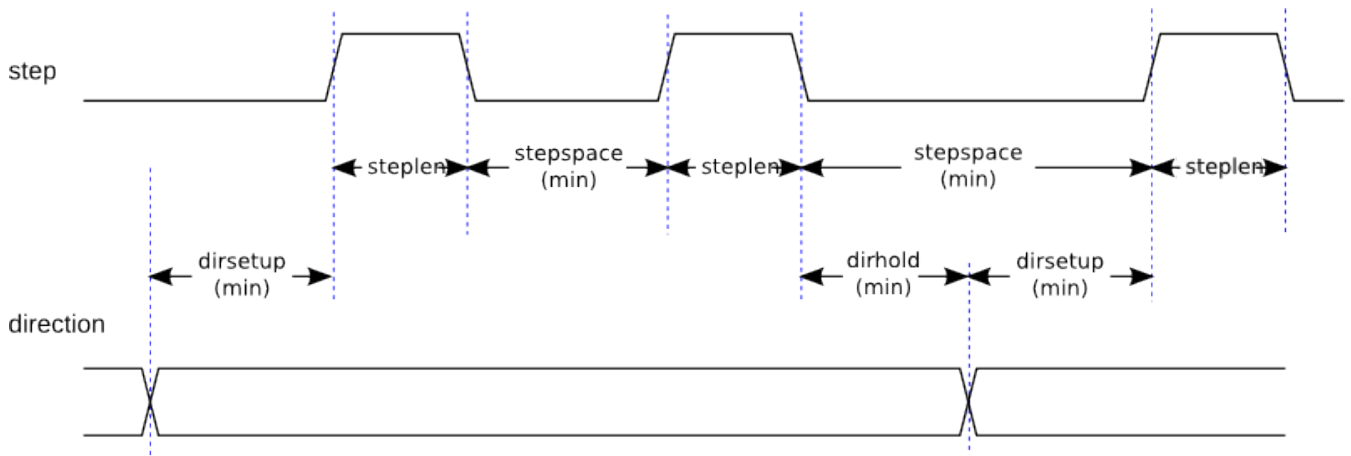 step
steplen
stepspace
(min)
steplen
stepspace
(min)
steplen
dirsetup
(min)
dirhold
(min)
dirsetup
(min)
direction